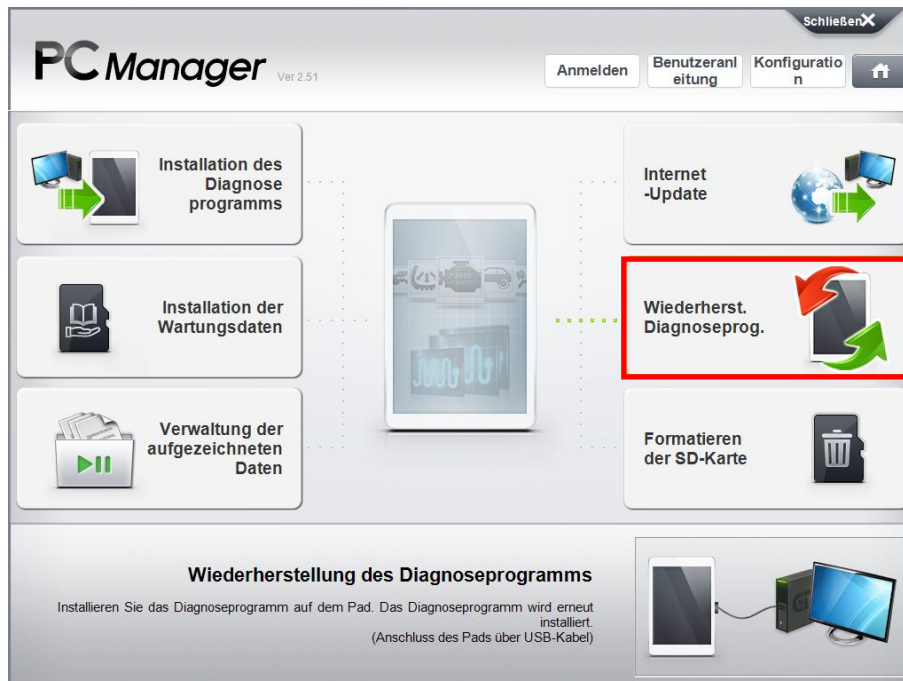 Schließen X
PC Manager Ver 2.51
Anmelden
Benutzeranl
eitung
Konfiguratio
n
Installation des
Diagnose
programms
Internet
-Update
Installation der
Wartungsdaten
Wiederherst.
Diagnoseprog.
Verwaltung der
aufgezeichneten
Daten
Formatieren
der SD-Karte
Wiederherstellung des Diagnoseprogramms
Installieren Sie das Diagnoseprogramm auf dem Pad. Das Diagnoseprogramm wird erneut
installiert.
(Anschluss des Pads über USB-Kabel)